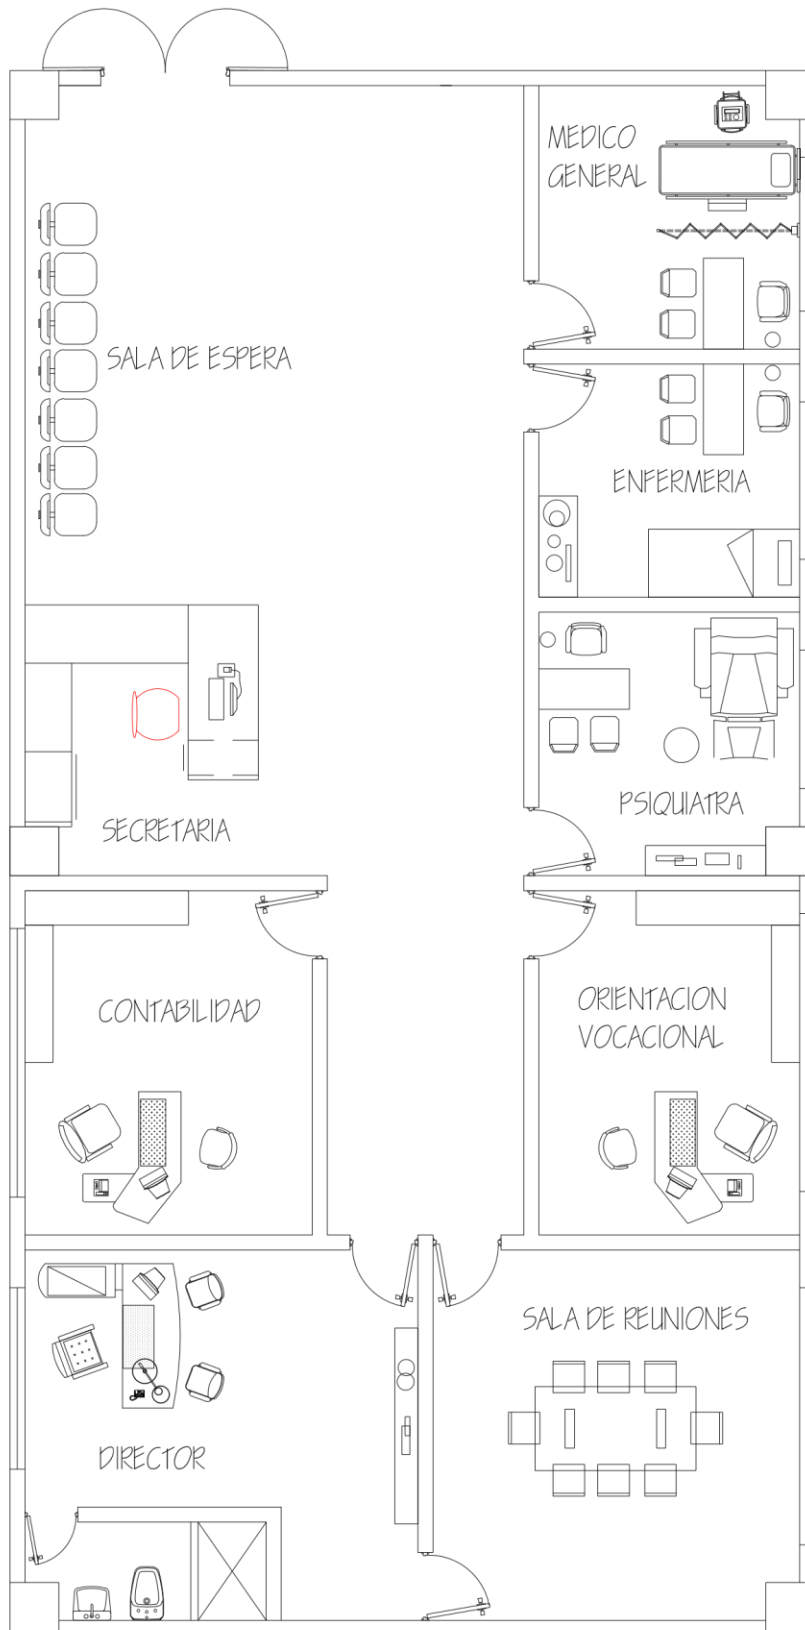 MEDICO
GENERAL
SALA DE ESPERA
ENFERMERIA
PSIQUIATRA
SECRETARIA
CONTABILIDAD
ORIENTACION
VOCACIONAL
SALA DE REUNIONES
DIRECTOR